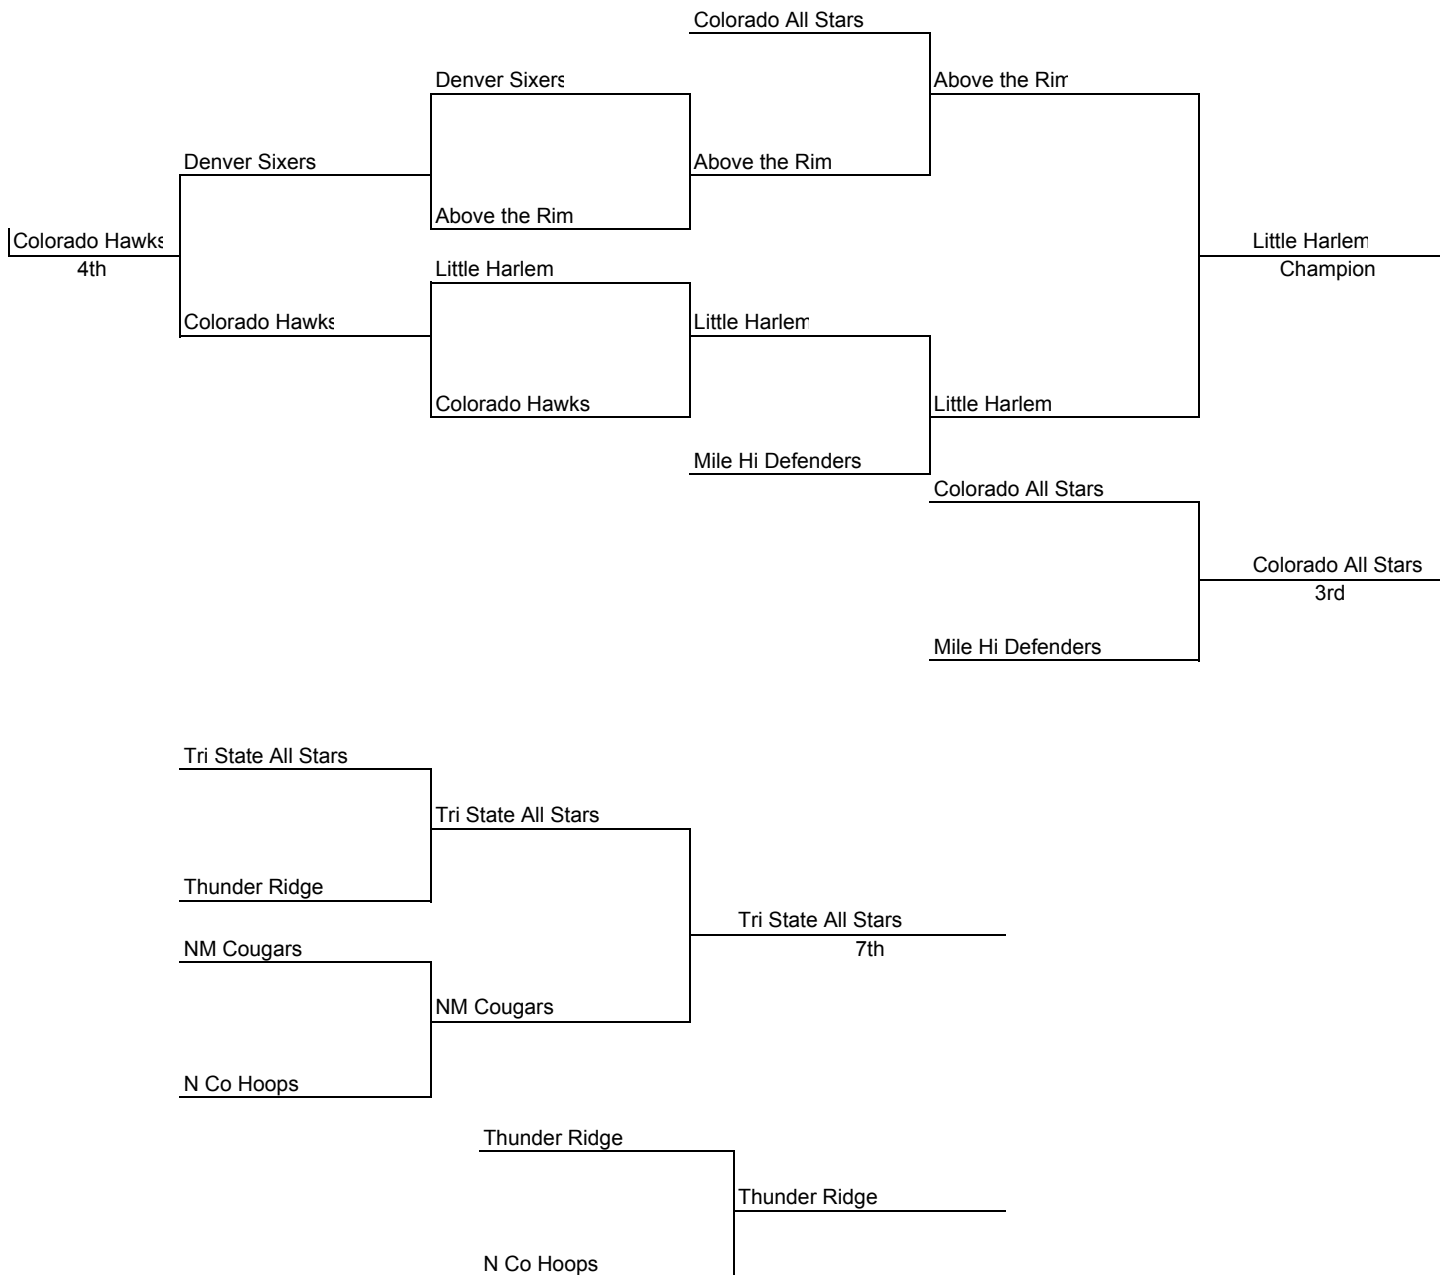 Colorado All Stars
Denver Sixers
Above the Rim
Denver Sixers
Above the Rim
Above the Rim
Colorado Hawks
Little Harlem
4th
Little Harlem
Champion
Colorado Hawks
Little Harlem
Colorado Hawks
Little Harlem
Mile Hi Defenders
Colorado All Stars
Colorado All Stars
3rd
Mile Hi Defenders
Tri State All Stars
Tri State All Stars
Thunder Ridge
Tri State All Stars
NM Cougars
7th
NM Cougars
N Co Hoops
Thunder Ridge
Thunder Ridge
N Co Hoops